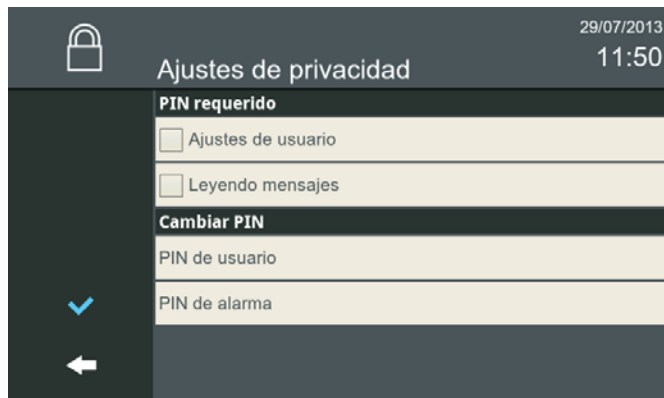 29/07/2013
11:50
Ajustes de privacidad
PIN requerido
Ajustes de usuario
Leyendo mensajes
Cambiar PIN
PIN de usuario
PIN de alarma